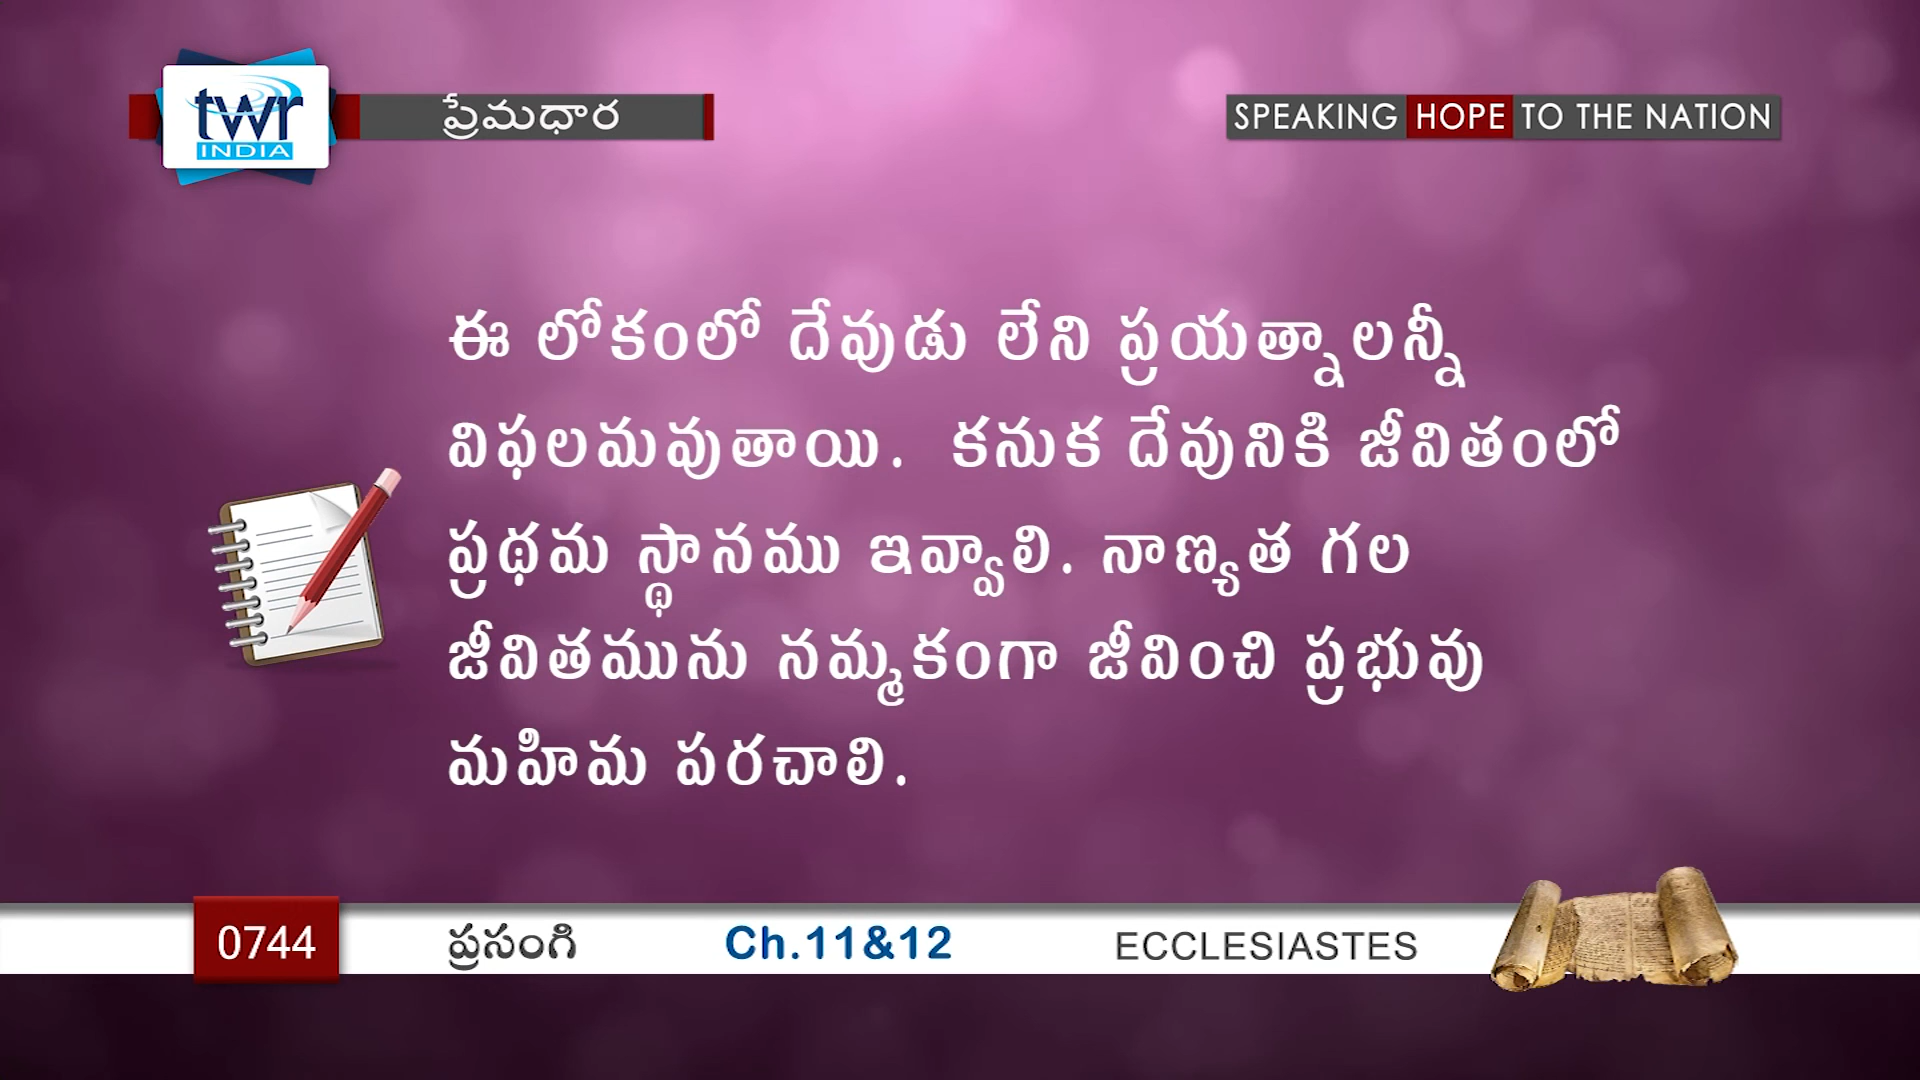 twr
INDIA
ప్రేమధార
SPEAKING HOPE TO THE NATION
ఈ లోకంలో దేవుడు లేని ప్రయత్నాలన్నీ
విఫలమవుతాయి. కనుక దేవునికి జీవితంలో
ప్రథమ స్థానము ఇవ్వాలి. నాణ్యత గల
జీవితమును నమ్మకంగా జీవించి ప్రభువు
మహిమ పరచాలి.
0744
ప్రసంగి
Ch.11&12
ECCLESIASTES